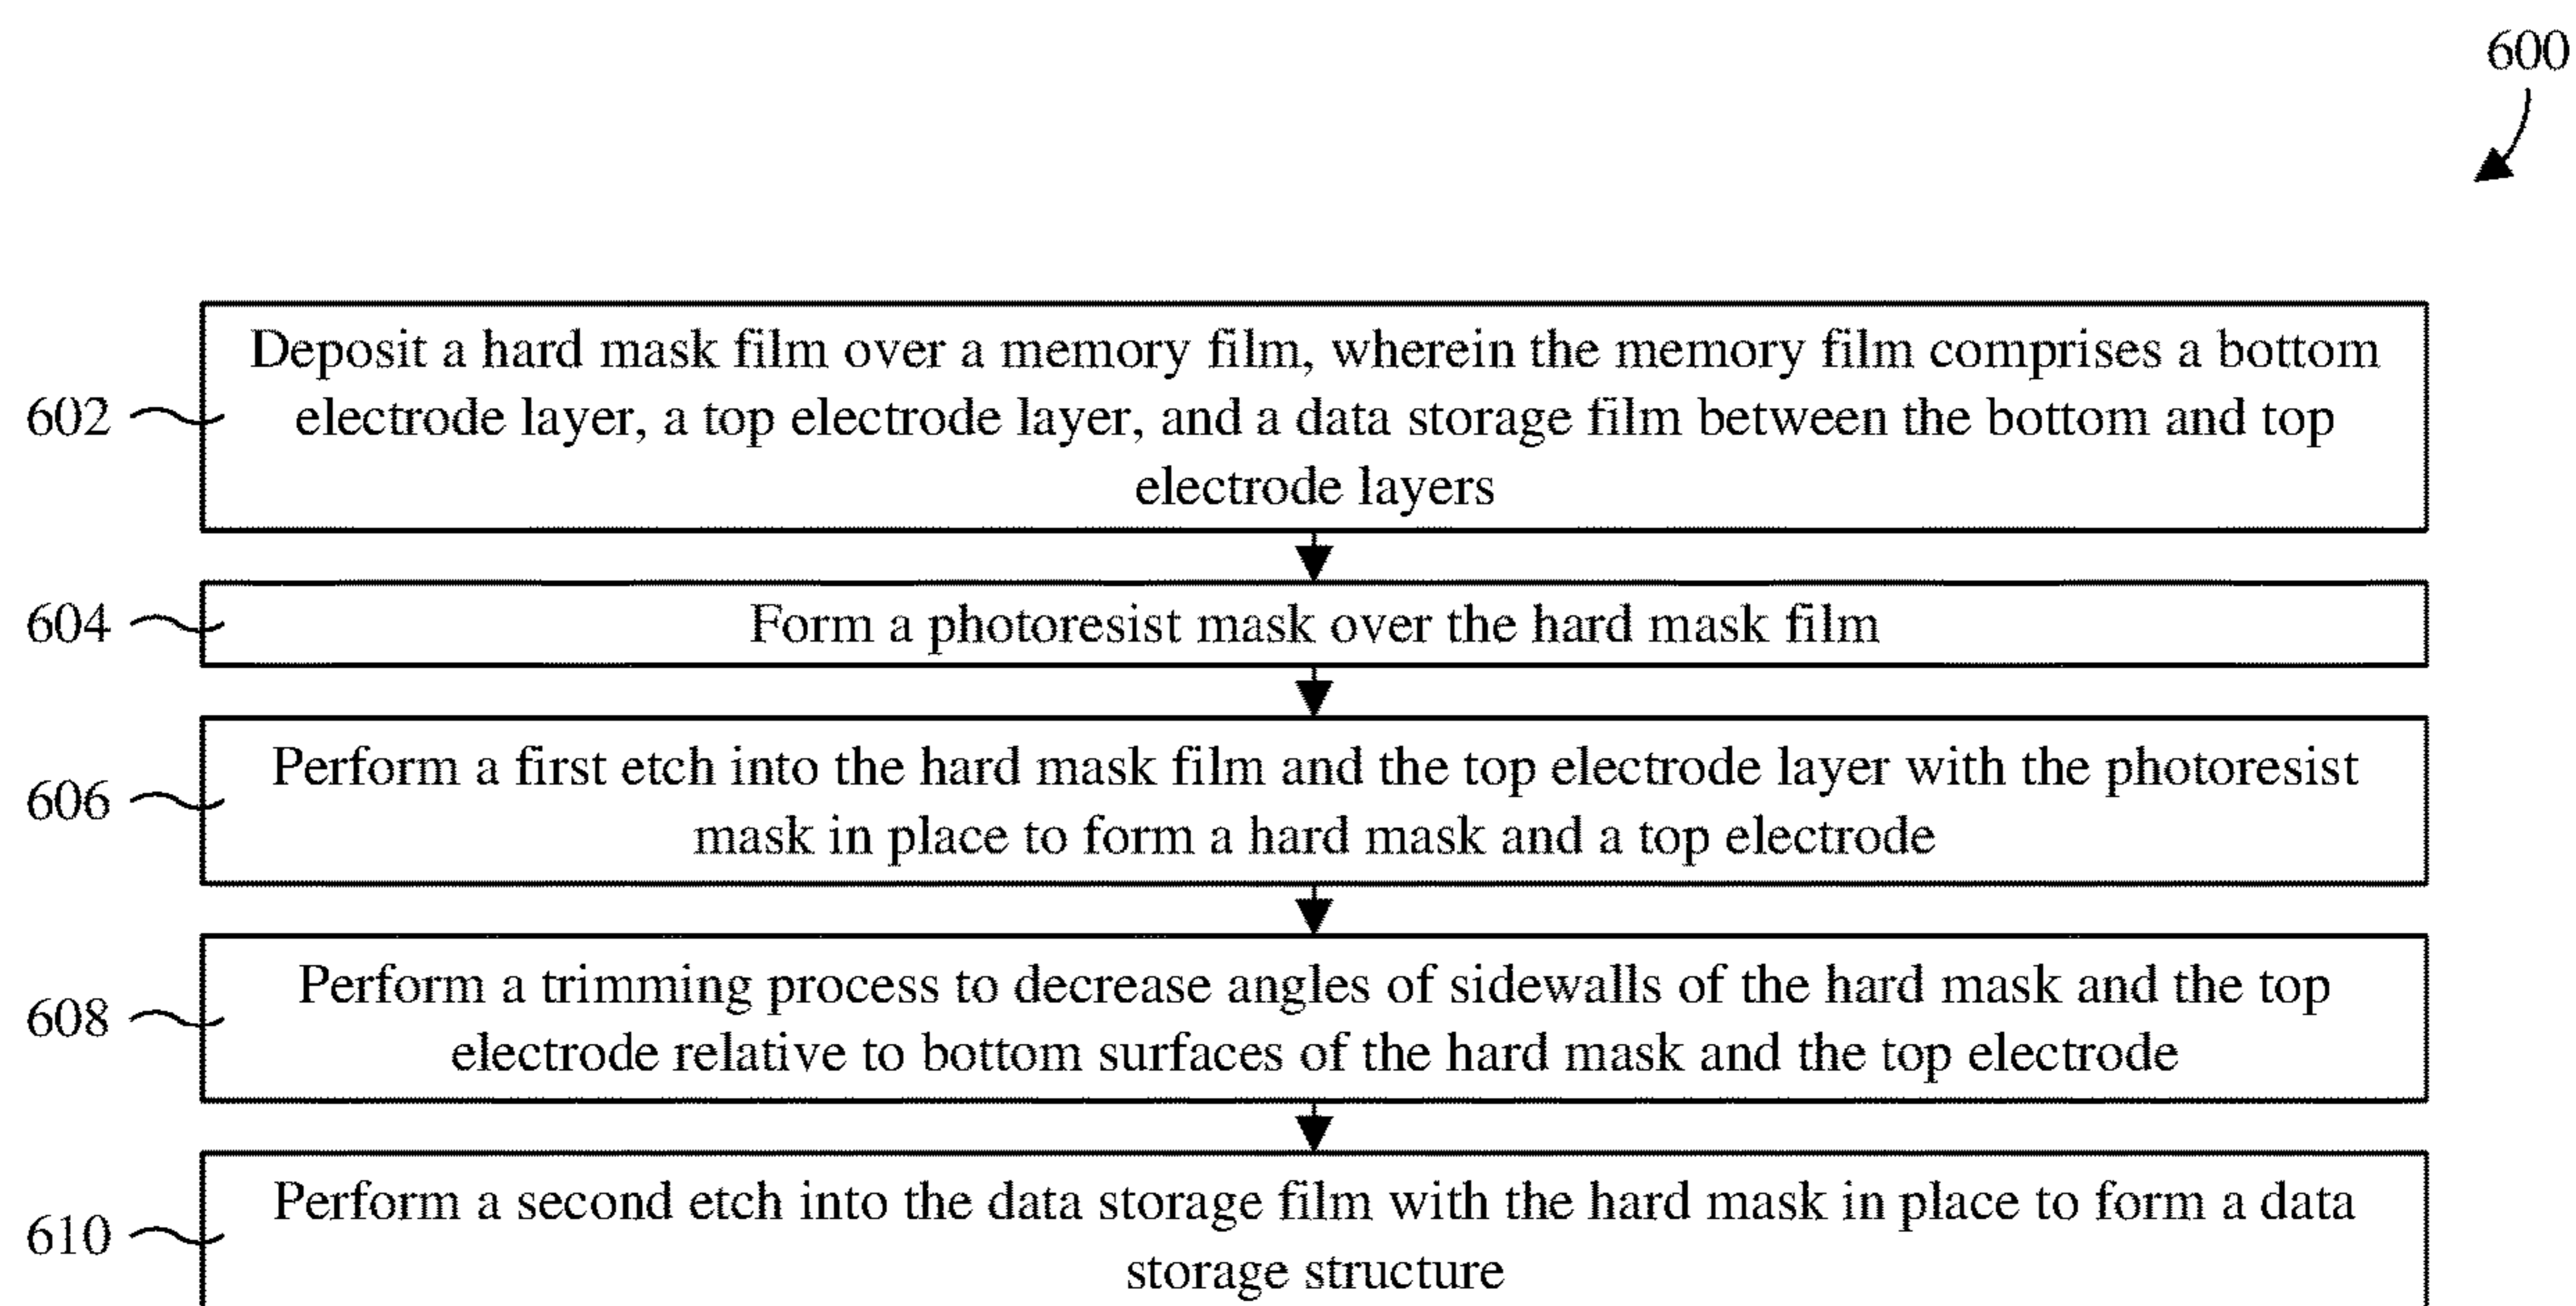 600
Deposit a hard mask film over a memory film, wherein the memory film comprises a bottom
602 electrode layer, a top electrode layer, and a data storage film between the bottom and top
electrode layers
604 Form a photoresist mask over the hard mask film
Perform a first etch into the hard mask film and the top electrode layer with the photoresist
606
mask in place to form a hard mask and a top electrode
Perform a trimming process to decrease angles of sidewalls of the hard mask and the top
608
electrode relative to bottom surfaces of the hard mask and the top electrode
Perform a second etch into the data storage film with the hard mask in place to form a data
610
storage structure